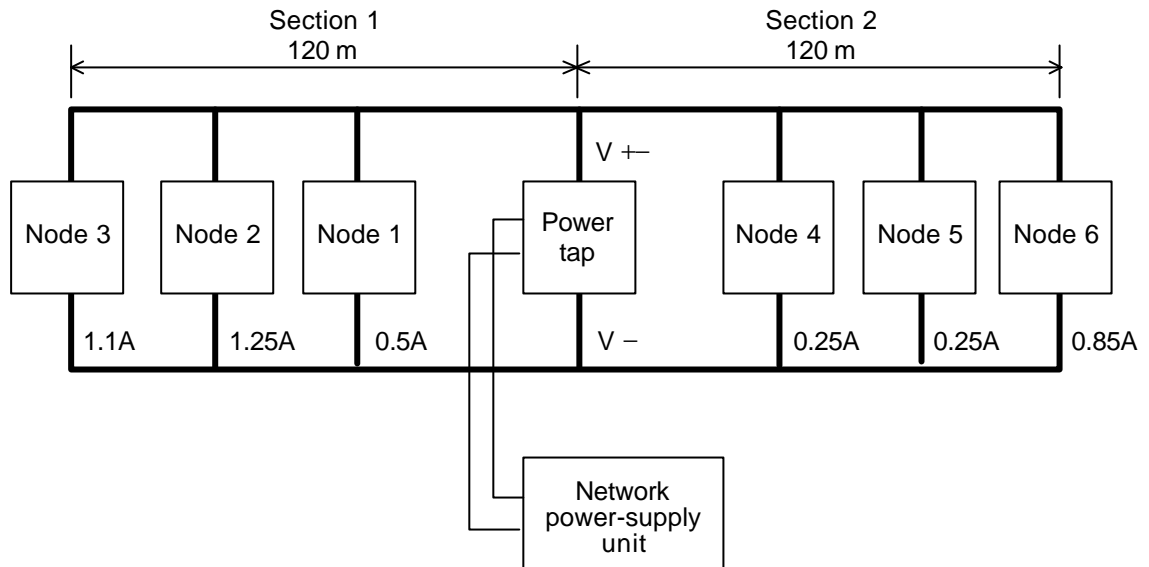 Section 1
120 m
Section 2
120 m
V +–
Node 3
Node 2
Node 1
Power
tap
Node 4
Node 5
Node 6
1.1A
1.25A
0.5A
V –
0.25A
0.25A
0.85A
Network
power-supply
unit